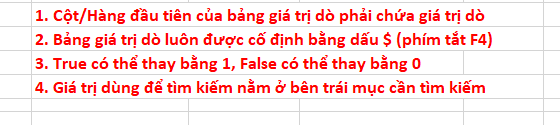 1. Cột/Hàng đầu tiên của bảng giá trị dò phải chứa giá trị dò
2. Bảng giá trị dò luôn được cố định bằng dấu $ (phím tắt F4)
3. True có thể thay bằng 1, False có thể thay bằng 0
4. Giá trị dùng để tìm kiếm nằm ở bên trái mục cần tìm kiếm